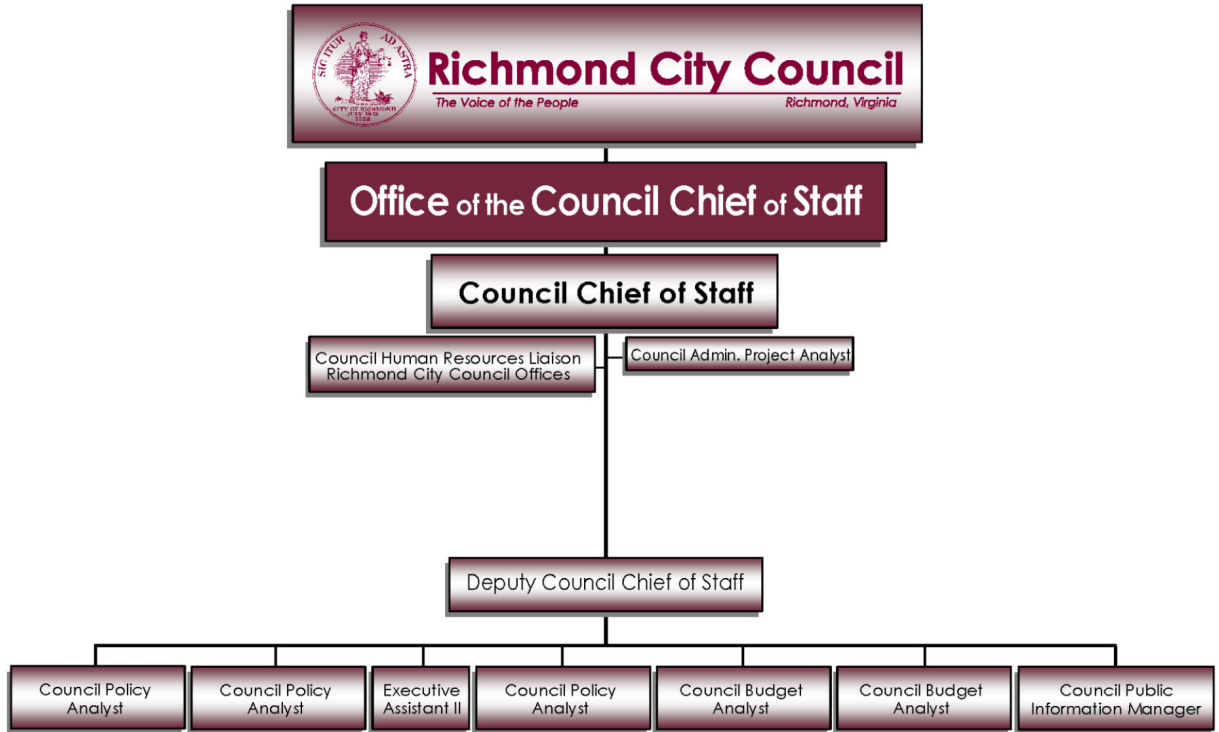 SIC ITUR AD ASTRA
CITY OF RICHMOND
JULY 1782
Richmond City Council
The Voice of the People Richmond, Virginia
Office of the Council Chief of Staff
Council Chief of Staff
Council Human Resources Liaison
Richmond City Council Offices
Council Admin. Project Analyst
Deputy Council Chief of Staff
Council Policy
Analyst
Council Policy
Analyst
Executive
Assistant II
Council Policy
Analyst
Council Budget
Analyst
Council Budget
Analyst
Council Public
Information Manager